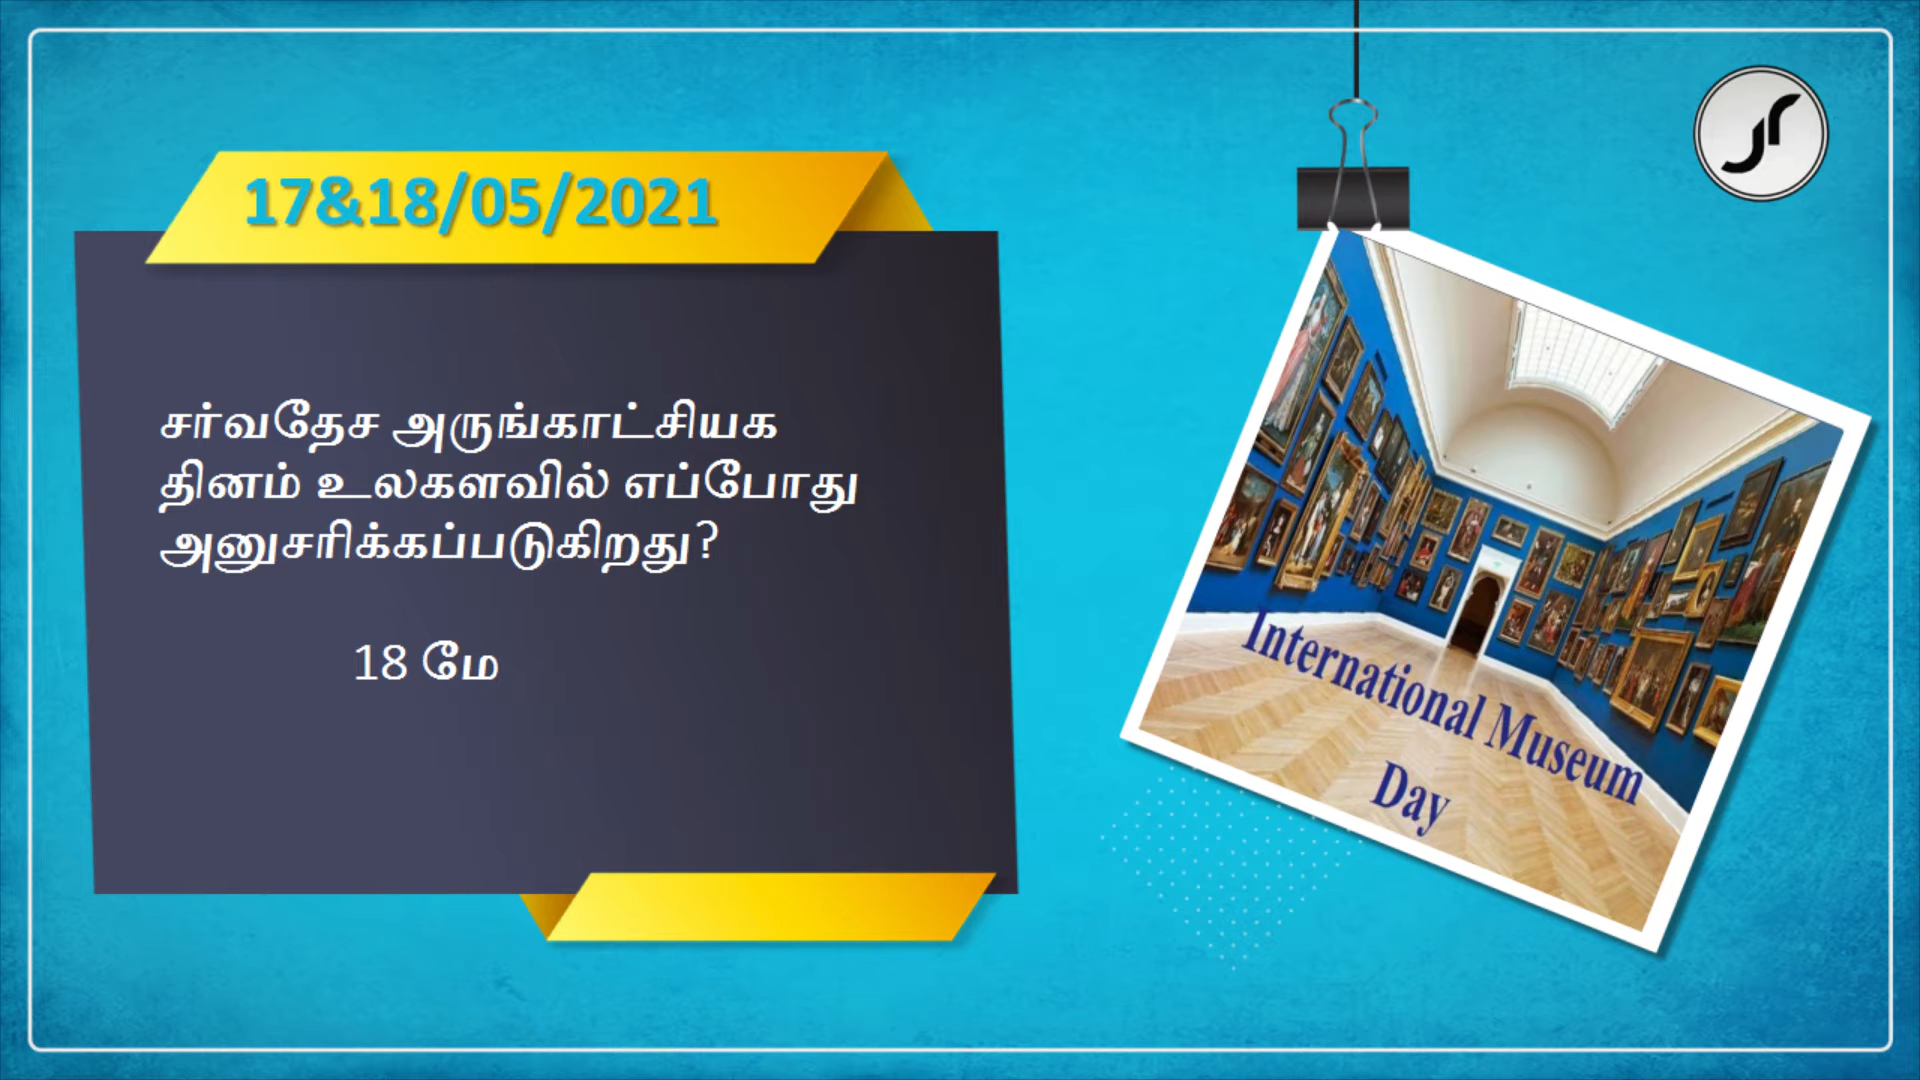 17&18/05/2021
சர்வதேச அருங்காட்சியக
தினம் உலகளவில் எப்போது
அனுசரிக்கப்படுகிறது?
18 மே
International Museum
Day